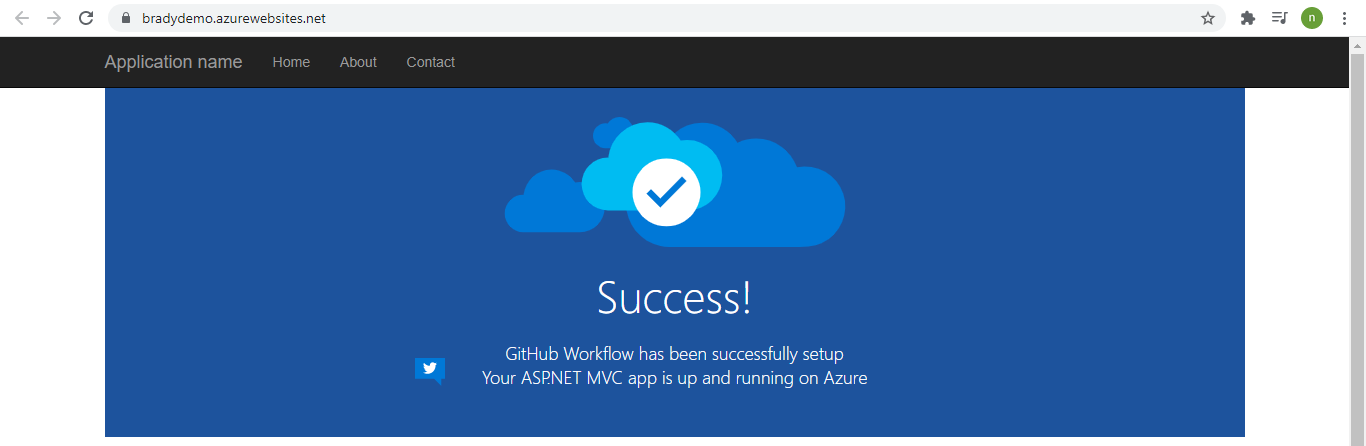 bradydemo.azurewebsites.net
n
Application name Home About Contact
Success!
GitHub Workflow has been successfully setup
Your ASP.NET MVC app is up and running on Azure